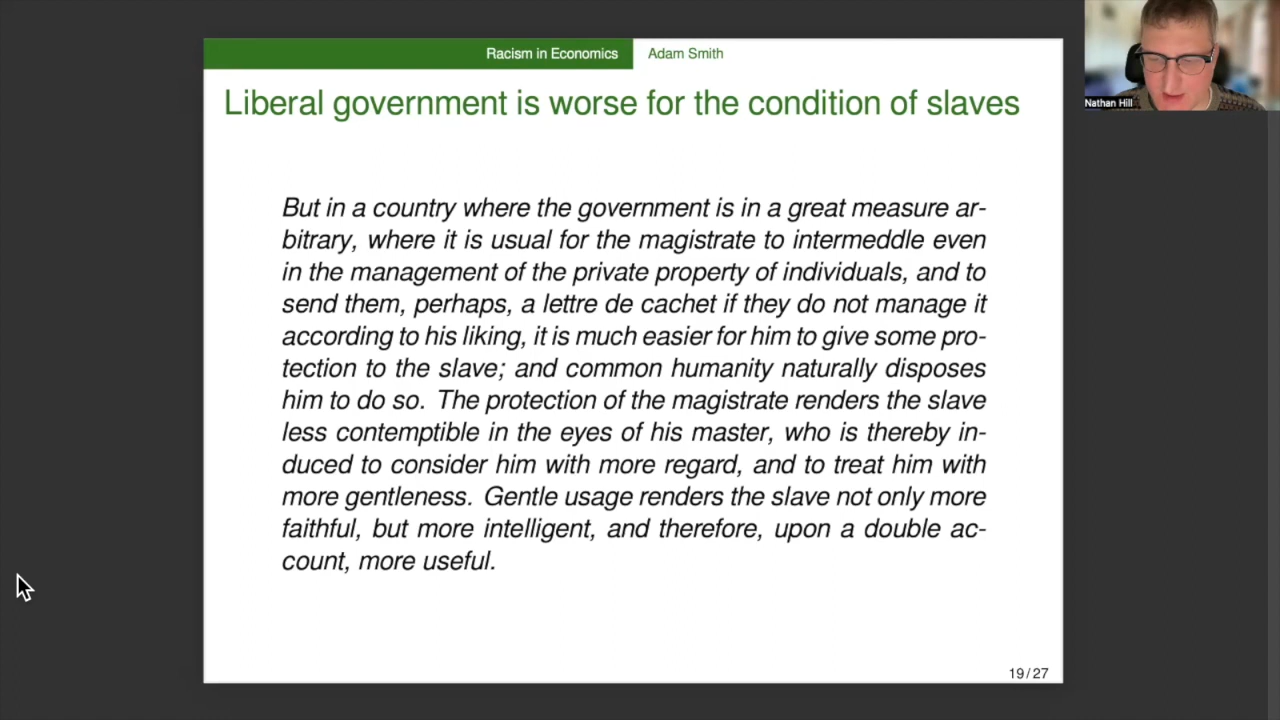 Racism in Economics Adam Smith
Nathan Hill
Liberal government is worse for the condition of slaves
But in a country where the government is in a great measure ar-
bitrary, where it is usual for the magistrate to intermeddle even
in the management of the private property of individuals, and to
send them, perhaps, a lettre de cachet if they do not manage it
according to his liking, it is much easier for him to give some pro-
tection to the slave; and common humanity naturally disposes
him to do so. The protection of the magistrate renders the slave
less contemptible in the eyes of his master, who is thereby in-
duced to consider him with more regard, and to treat him with
more gentleness. Gentle usage renders the slave not only more
faithful, but more intelligent, and therefore, upon a double ac-
count, more useful.
19/27